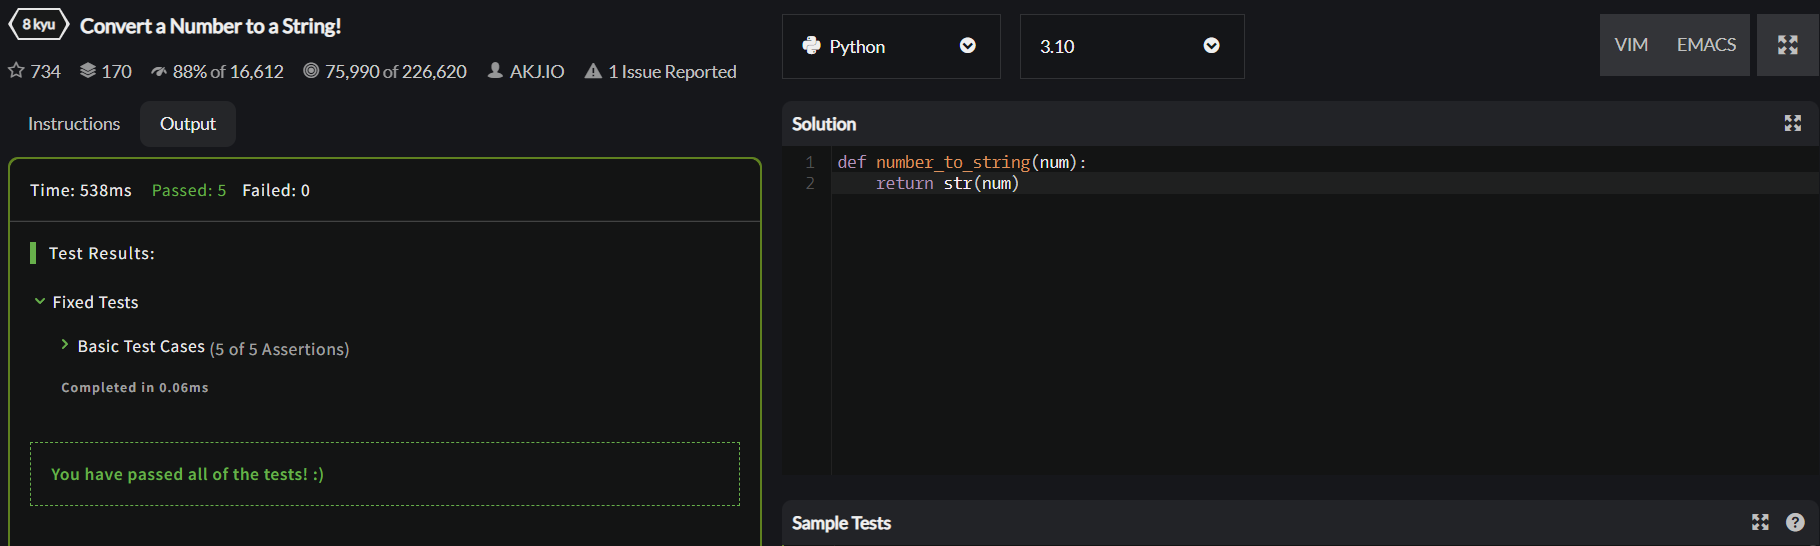 8 kyu Convert a Number to a String!
734 170 88% of 16,612 75,990 of 226,620 AKJ.IO 1 Issue Reported
Instructions Output
Time: 538ms Passed: 5 Failed: 0
Test Results:
Fixed Tests
Basic Test Cases (5 of 5 Assertions)
Completed in 0.06ms
You have passed all of the tests! :)
Python 3.10 VIM EMACS
Solution
1 def number_to_string(num):
2     return str(num)
Sample Tests ?